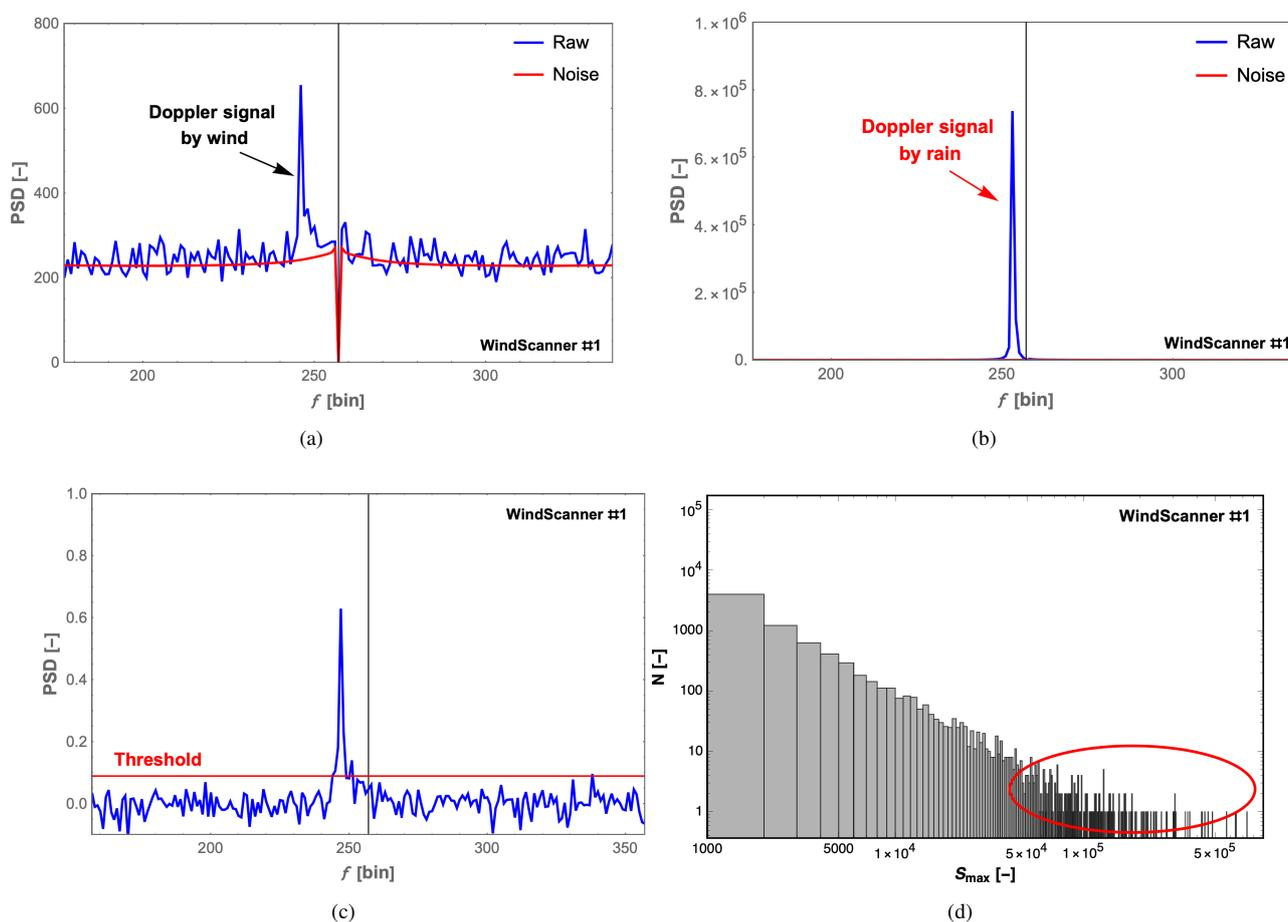 800
600
400
200
0
PSD [−]
Raw
Noise
Doppler signal
by wind
WindScanner #1
200
250
300
f [bin]
(a)
1. × 10^6
8. × 10^5
6. × 10^5
4. × 10^5
2. × 10^5
0.
PSD [−]
Raw
Noise
Doppler signal
by rain
WindScanner #1
200
250
300
f [bin]
(b)
1.0
0.8
0.6
0.4
0.2
0.0
PSD [−]
WindScanner #1
Threshold
200
250
300
350
f [bin]
(c)
10^5
10^4
1000
100
10
1
N [−]
WindScanner #1
1000
5000
1 × 10^4
5 × 10^4
1 × 10^5
5 × 10^5
S_max [−]
(d)